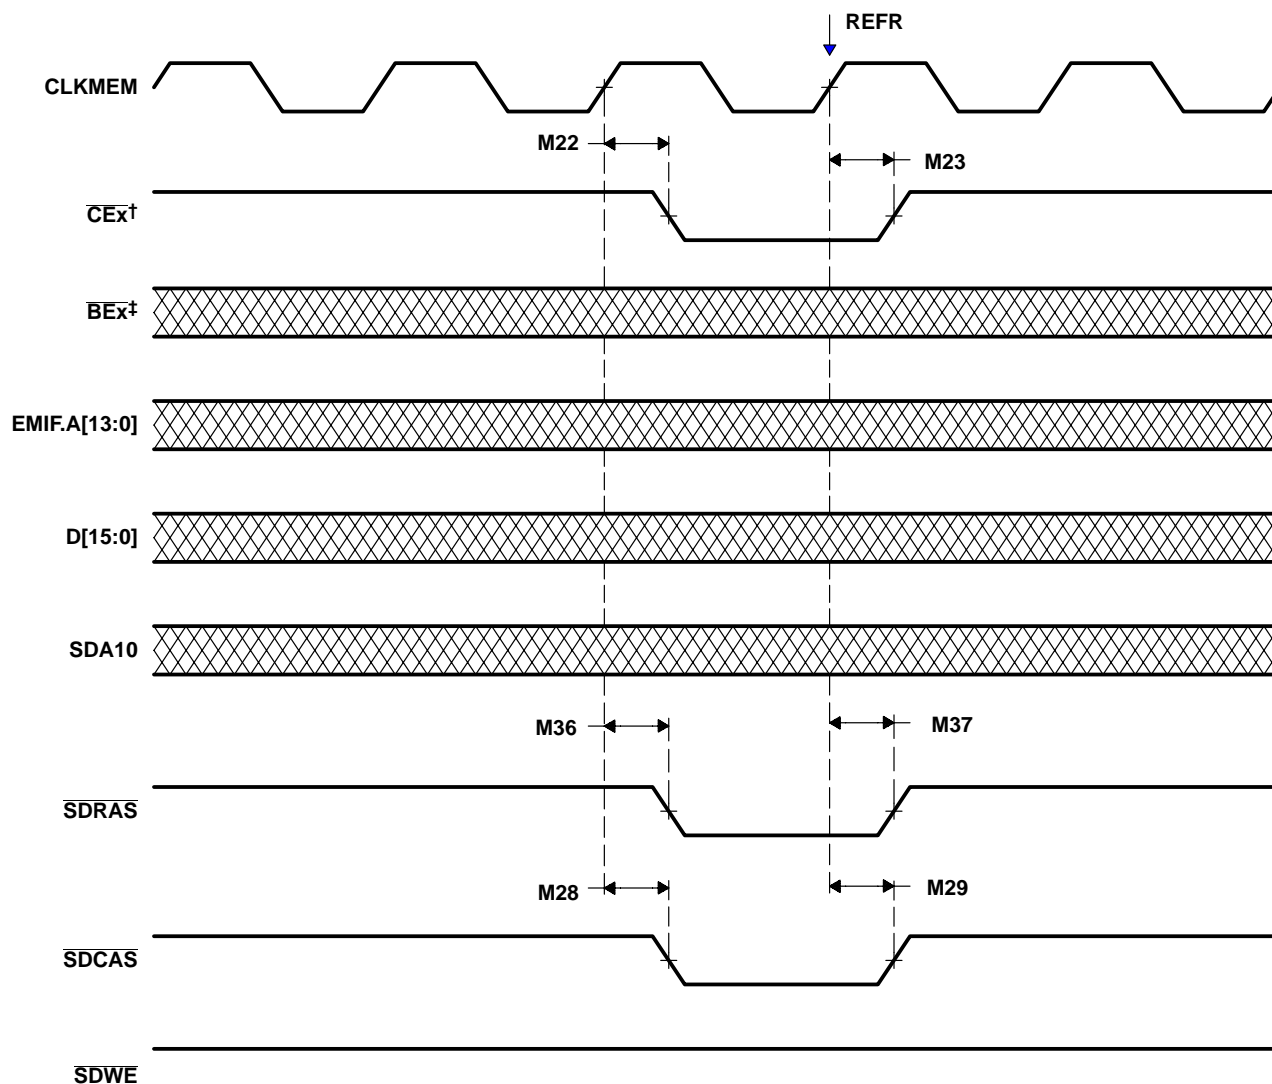 REFR
CLKMEM
M22
M23
CEx†
BEx‡
EMIF.A[13:0]
D[15:0]
SDA10
M36
M37
SDRAS
M28
M29
SDCAS
SDWE